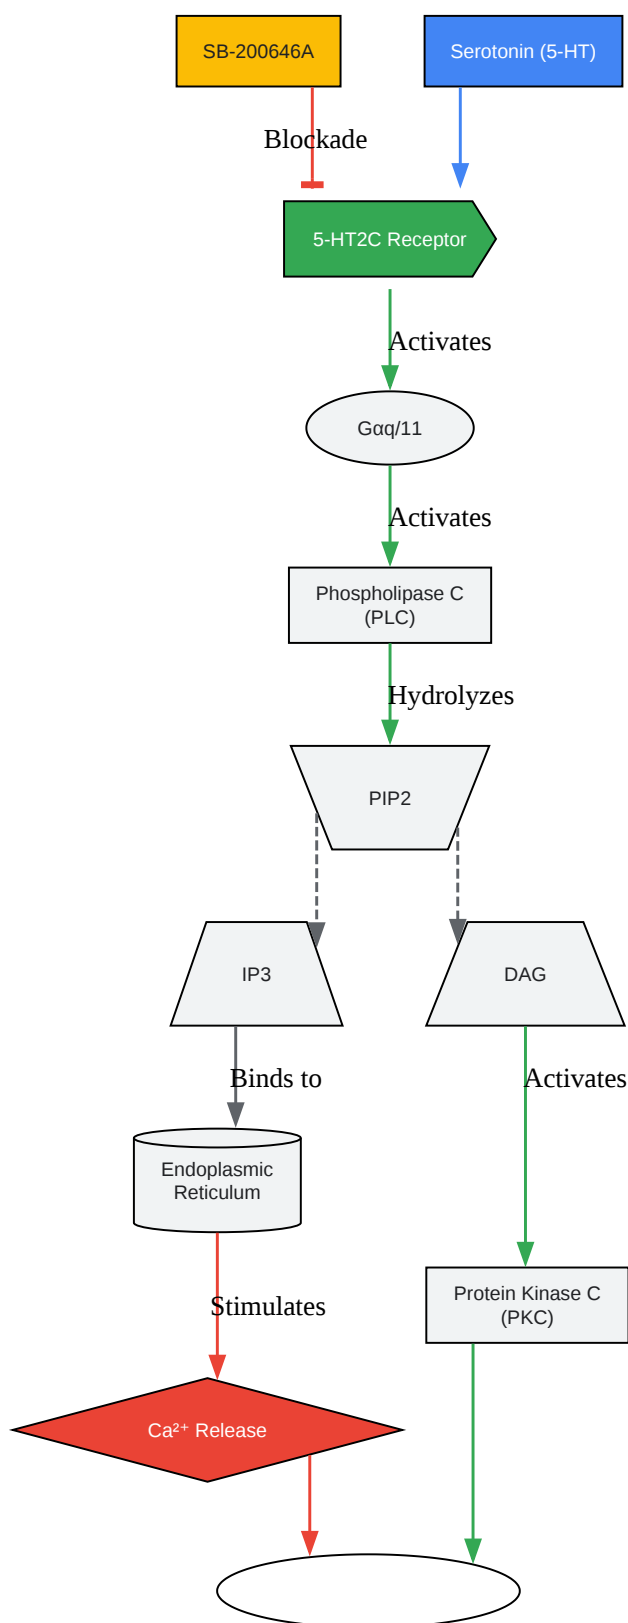 SB-200646A
Serotonin (5-HT)
Blockade
5-HT2C Receptor
Activates
Gαq/11
Activates
Phospholipase C
(PLC)
Hydrolyzes
PIP2
IP3
DAG
Binds to
Activates
Endoplasmic
Reticulum
Protein Kinase C
(PKC)
Stimulates
Ca²⁺ Release